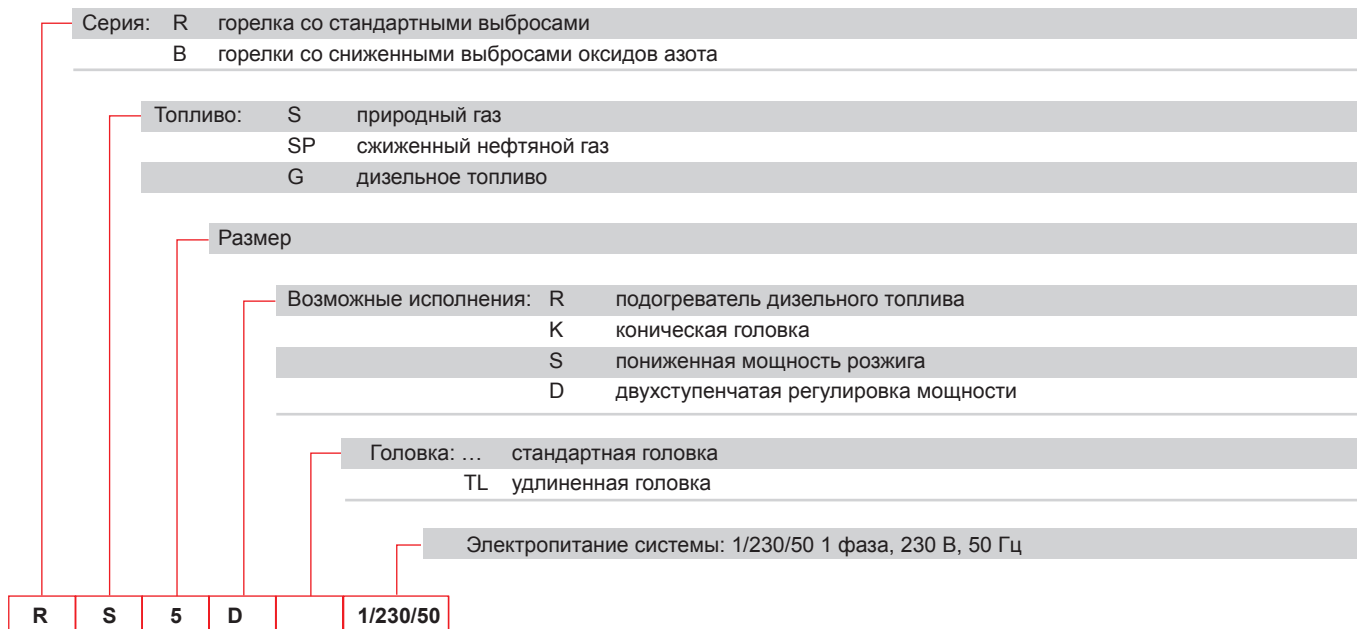 Серия: R горелка со стандартными выбросами
B горелки со сниженными выбросами оксидов азота
Топливо: S природный газ
SP сжиженный нефтяной газ
G дизельное топливо
Размер
Возможные исполнения: R подогреватель дизельного топлива
K коническая головка
S пониженная мощность розжига
D двухступенчатая регулировка мощности
Головка: ... стандартная головка
TL удлиненная головка
Электропитание системы: 1/230/50 1 фаза, 230 В, 50 Гц
R S 5 D 1/230/50